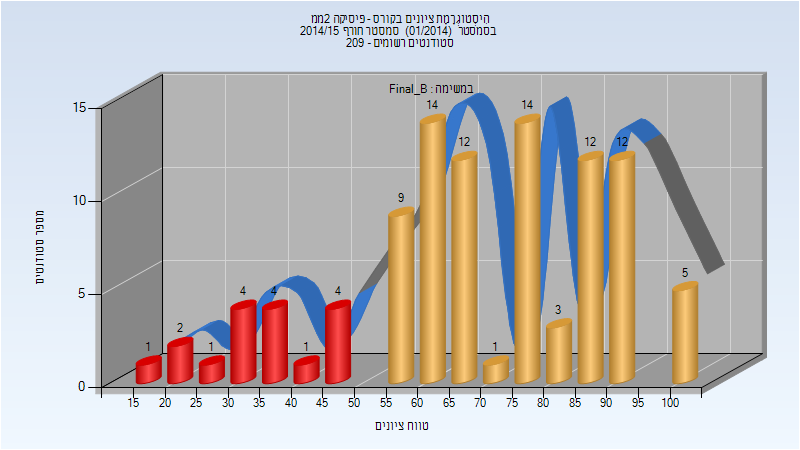 היסטוגרמת ציונים בקורס - פיסיקה 2ממ
בסמסטר (01/2014) סמסטר חורף 2014/15
סטודנטים רשומים - 209
במשימה : Final_B
מספר סטודנטים
15
10
5
0
1
2
1
4
4
1
4
9
14
12
1
14
3
12
12
5
15 20 25 30 35 40 45 50 55 60 65 70 75 80 85 90 95 100
טווח ציונים